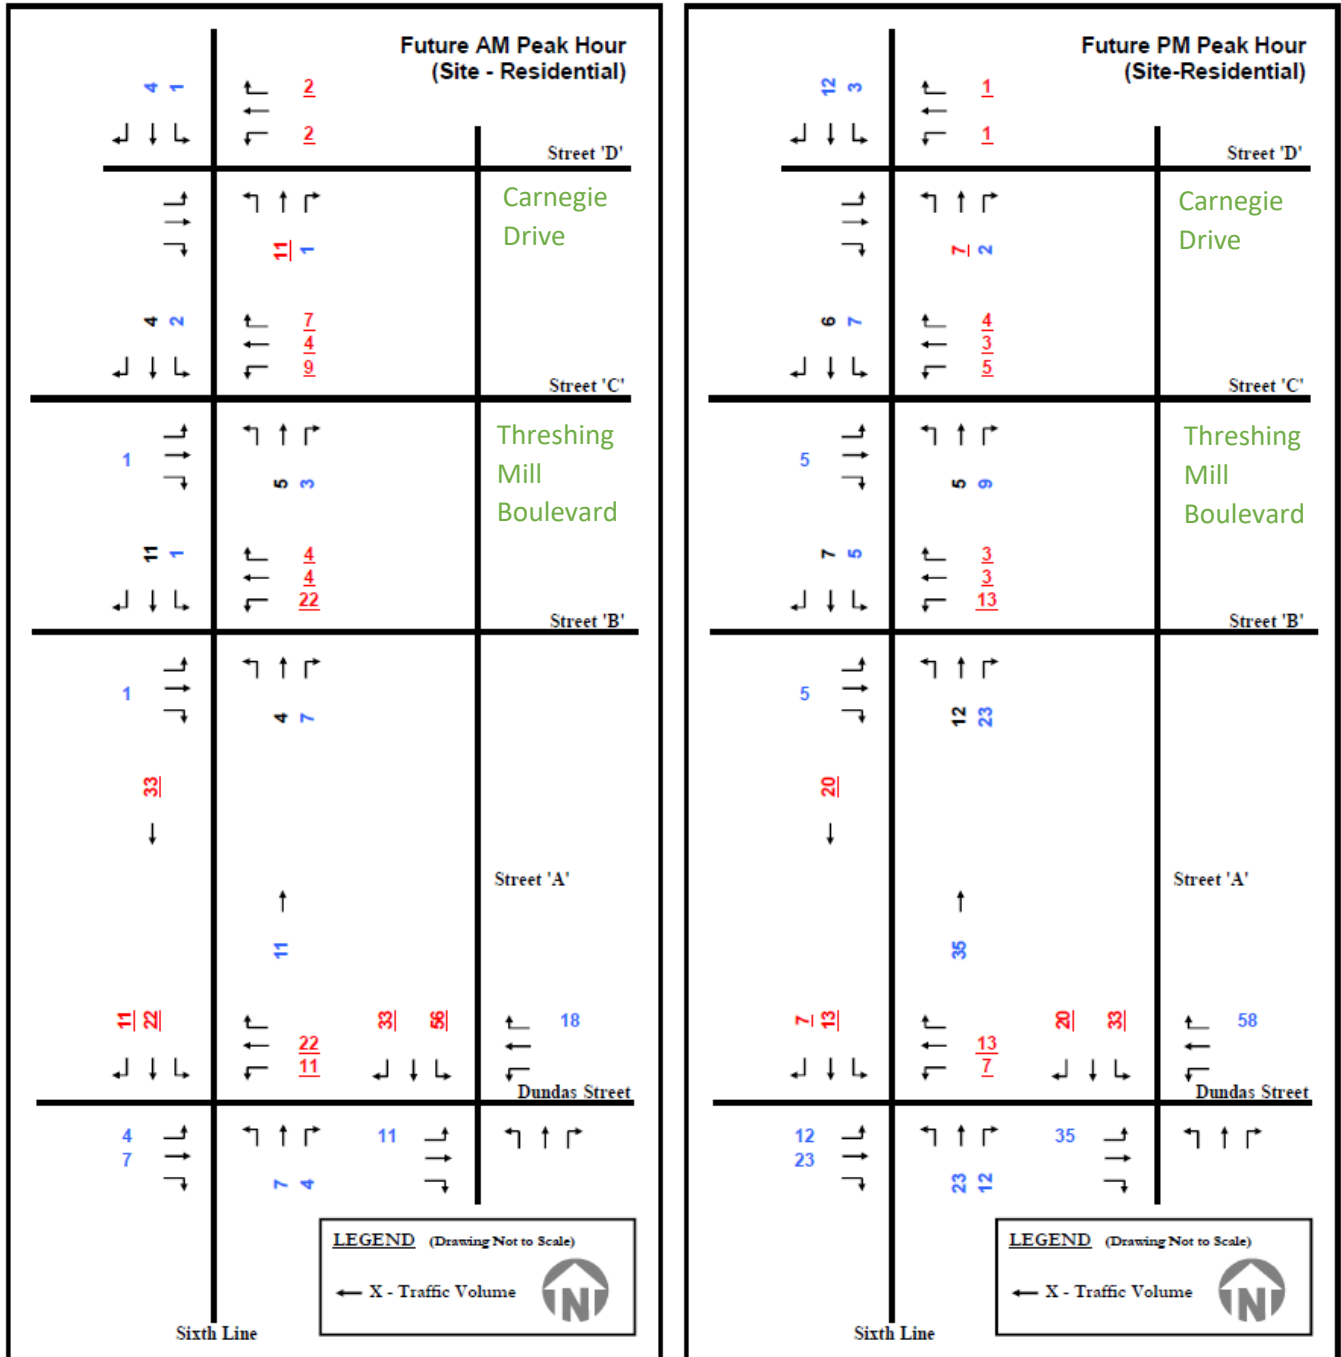 Future AM Peak Hour
(Site - Residential)
4 1
2
2
Street 'D'
Carnegie
Drive
11 1
4 2
7
4
9
Street 'C'
Threshing
Mill
Boulevard
1
5 3
11 1
4
4
22
Street 'B'
1
4 7
33
Street 'A'
11
11 22
22
11
33 56
18
Dundas Street
4
7
11
7 4
LEGEND (Drawing Not to Scale)
X - Traffic Volume
N
Sixth Line
Future PM Peak Hour
(Site-Residential)
12 3
1
1
Street 'D'
Carnegie
Drive
7 2
6 7
4
3
5
Street 'C'
Threshing
Mill
Boulevard
5
5 9
7 5
3
3
13
Street 'B'
5
12 23
20
Street 'A'
35
7 13
13
7
20 33
58
Dundas Street
12
23
35
23 12
LEGEND (Drawing Not to Scale)
X - Traffic Volume
N
Sixth Line